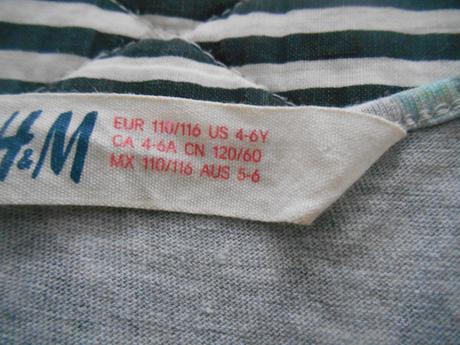 H&M
EUR 110/116 US 4-6Y
CA 4-6A CN 120/60
MX 110/116 AUS 5-6